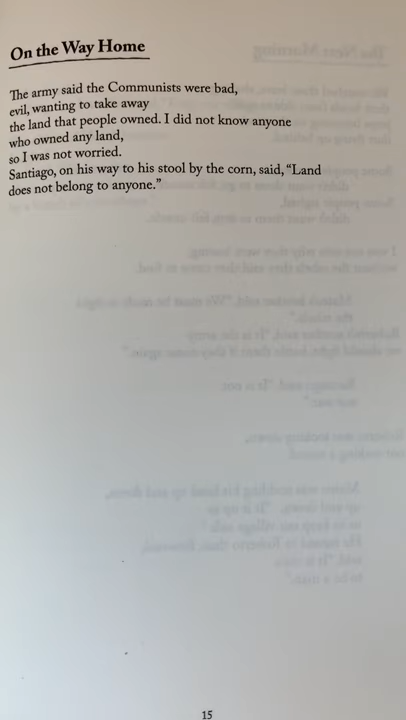 On the Way Home
The army said the Communists were bad,
evil, wanting to take away
the land that people owned. I did not know anyone
who owned any land,
so I was not worried.
Santiago, on his way to his stool by the corn, said, “Land
does not belong to anyone.”
15